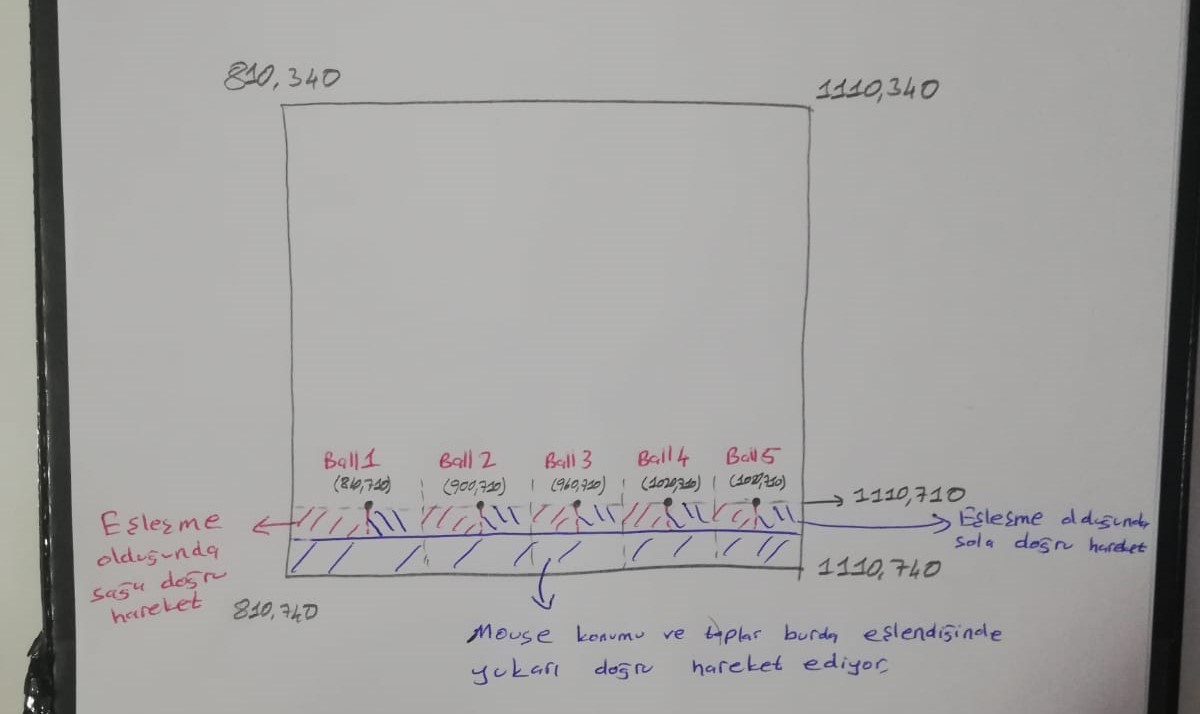 810,340
1110,340
Ball 1 Ball 2 Ball 3 Ball 4 Ball 5
(840,710) (900,710) (960,710) (1020,710) (1080,710)
1110,710
Eşleşme
olduğunda
sağa doğru
hareket
Eşleşme olduğunda
sola doğru hareket
1110,740
810,740
Mouse konumu ve toplar burda eşlendiğinde
yukarı doğru hareket ediyor.